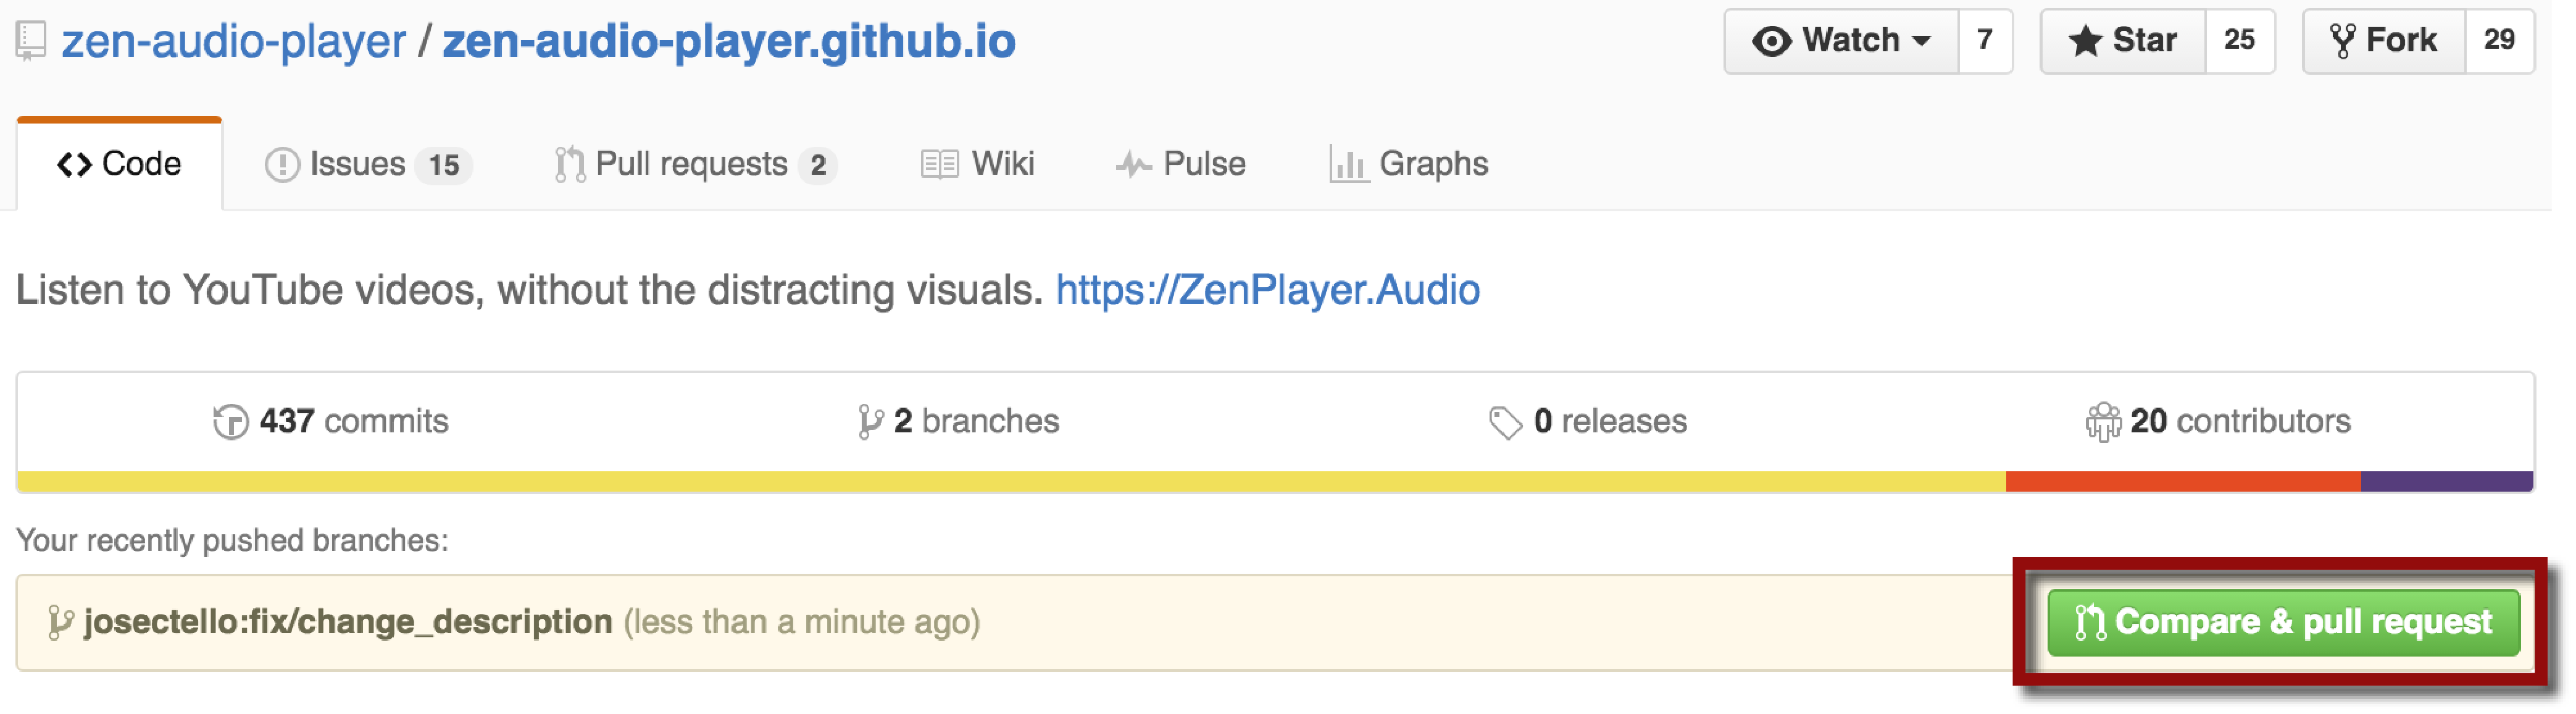 zen-audio-player / zen-audio-player.github.io Watch 7 Star 25 Fork 29
Code Issues 15 Pull requests 2 Wiki Pulse Graphs
Listen to YouTube videos, without the distracting visuals. https://ZenPlayer.Audio
437 commits 2 branches 0 releases 20 contributors
Your recently pushed branches:
josectello:fix/change_description (less than a minute ago) Compare & pull request